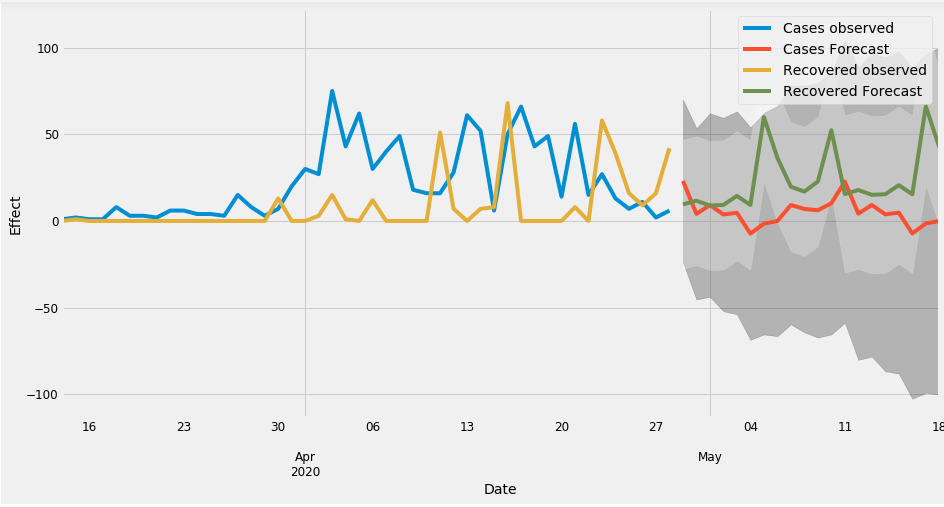 Cases observed
Cases Forecast
Recovered observed
Recovered Forecast
100
50
0
−50
−100
Effect
16 23 30 06 13 20 27 04 11 18
Apr May
2020
Date